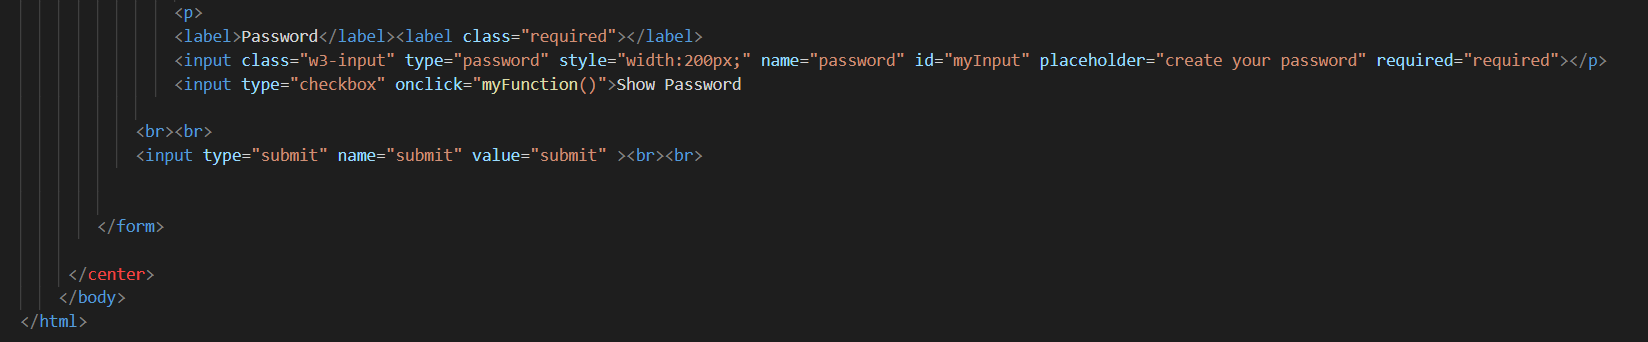 <p>
<label>Password</label><label class="required"></label>
<input class="w3-input" type="password" style="width:200px;" name="password" id="myInput" placeholder="create your password" required="required"></p>
<input type="checkbox" onclick="myFunction()">Show Password
<br><br>
<input type="submit" name="submit" value="submit" ><br><br>
</form>
</center>
</body>
</html>